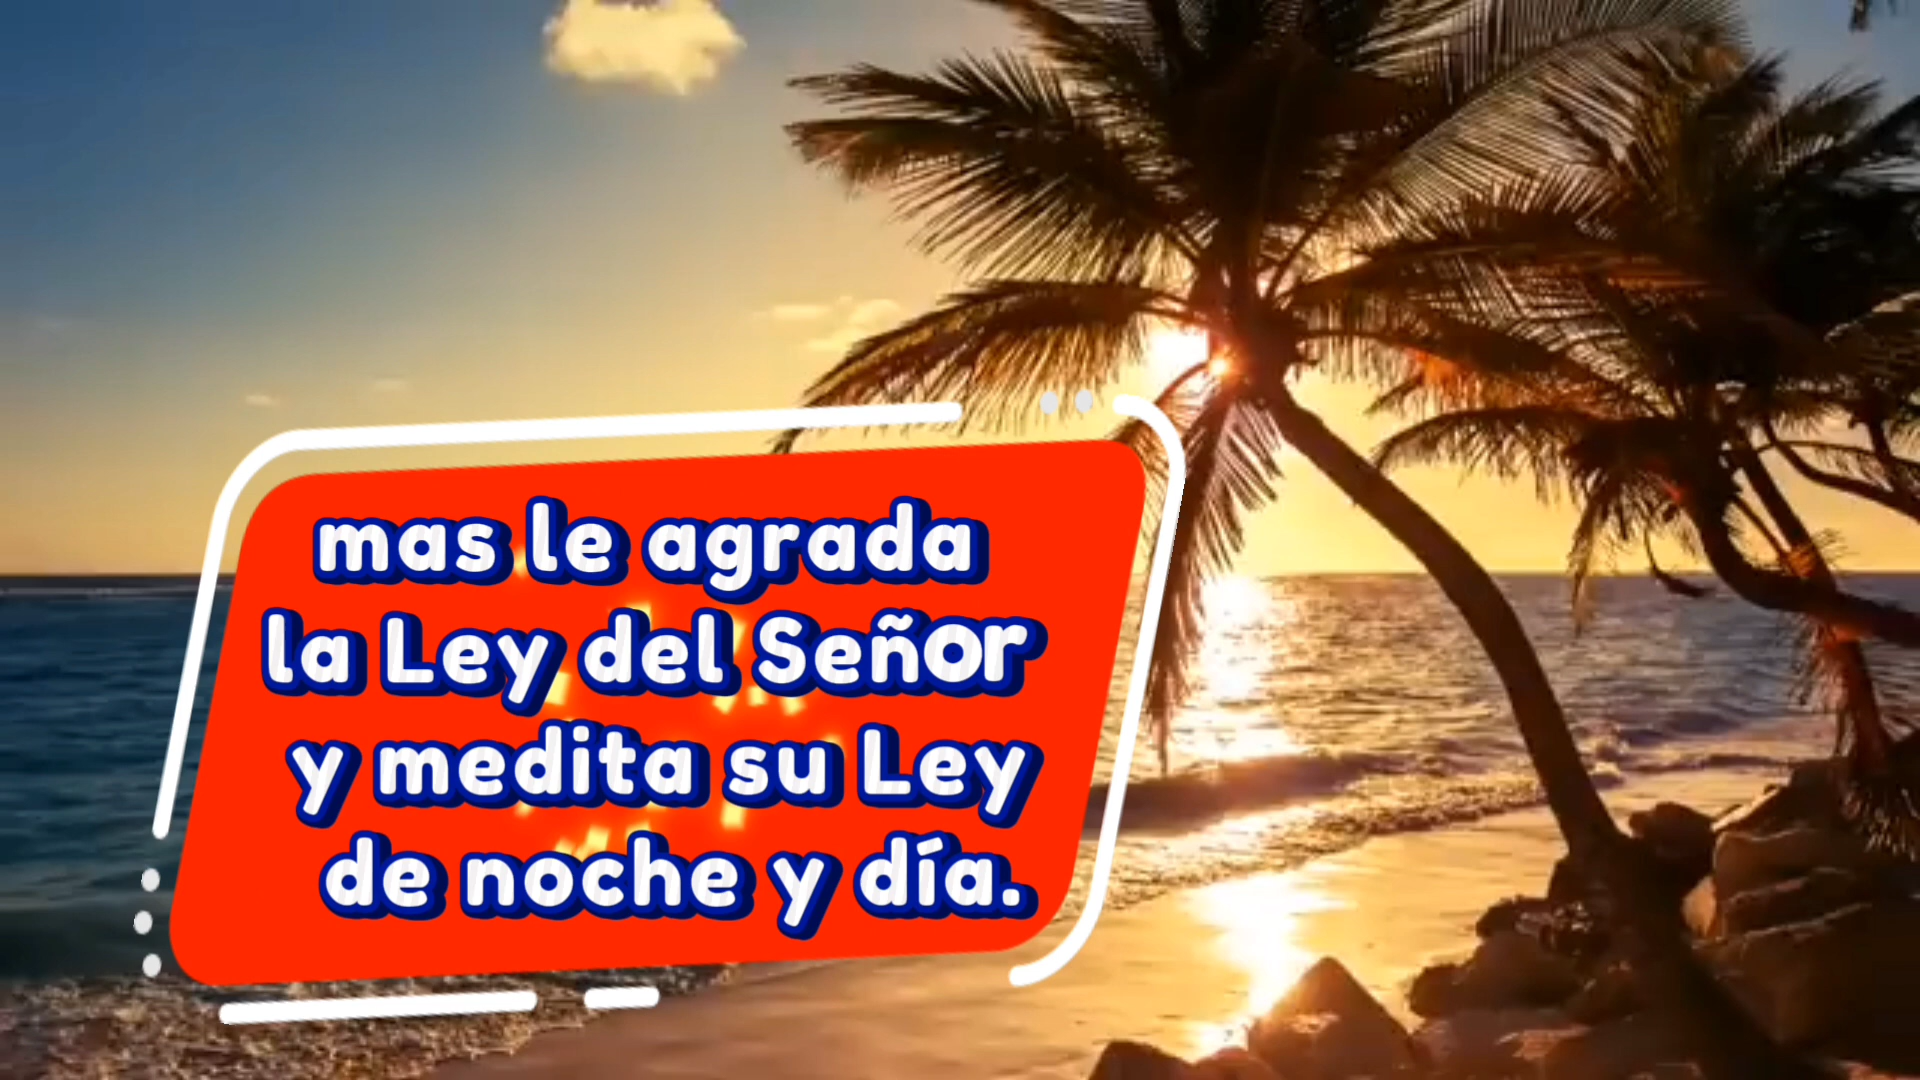 mas le agrada
la Ley del Señor
y medita su Ley
de noche y día.